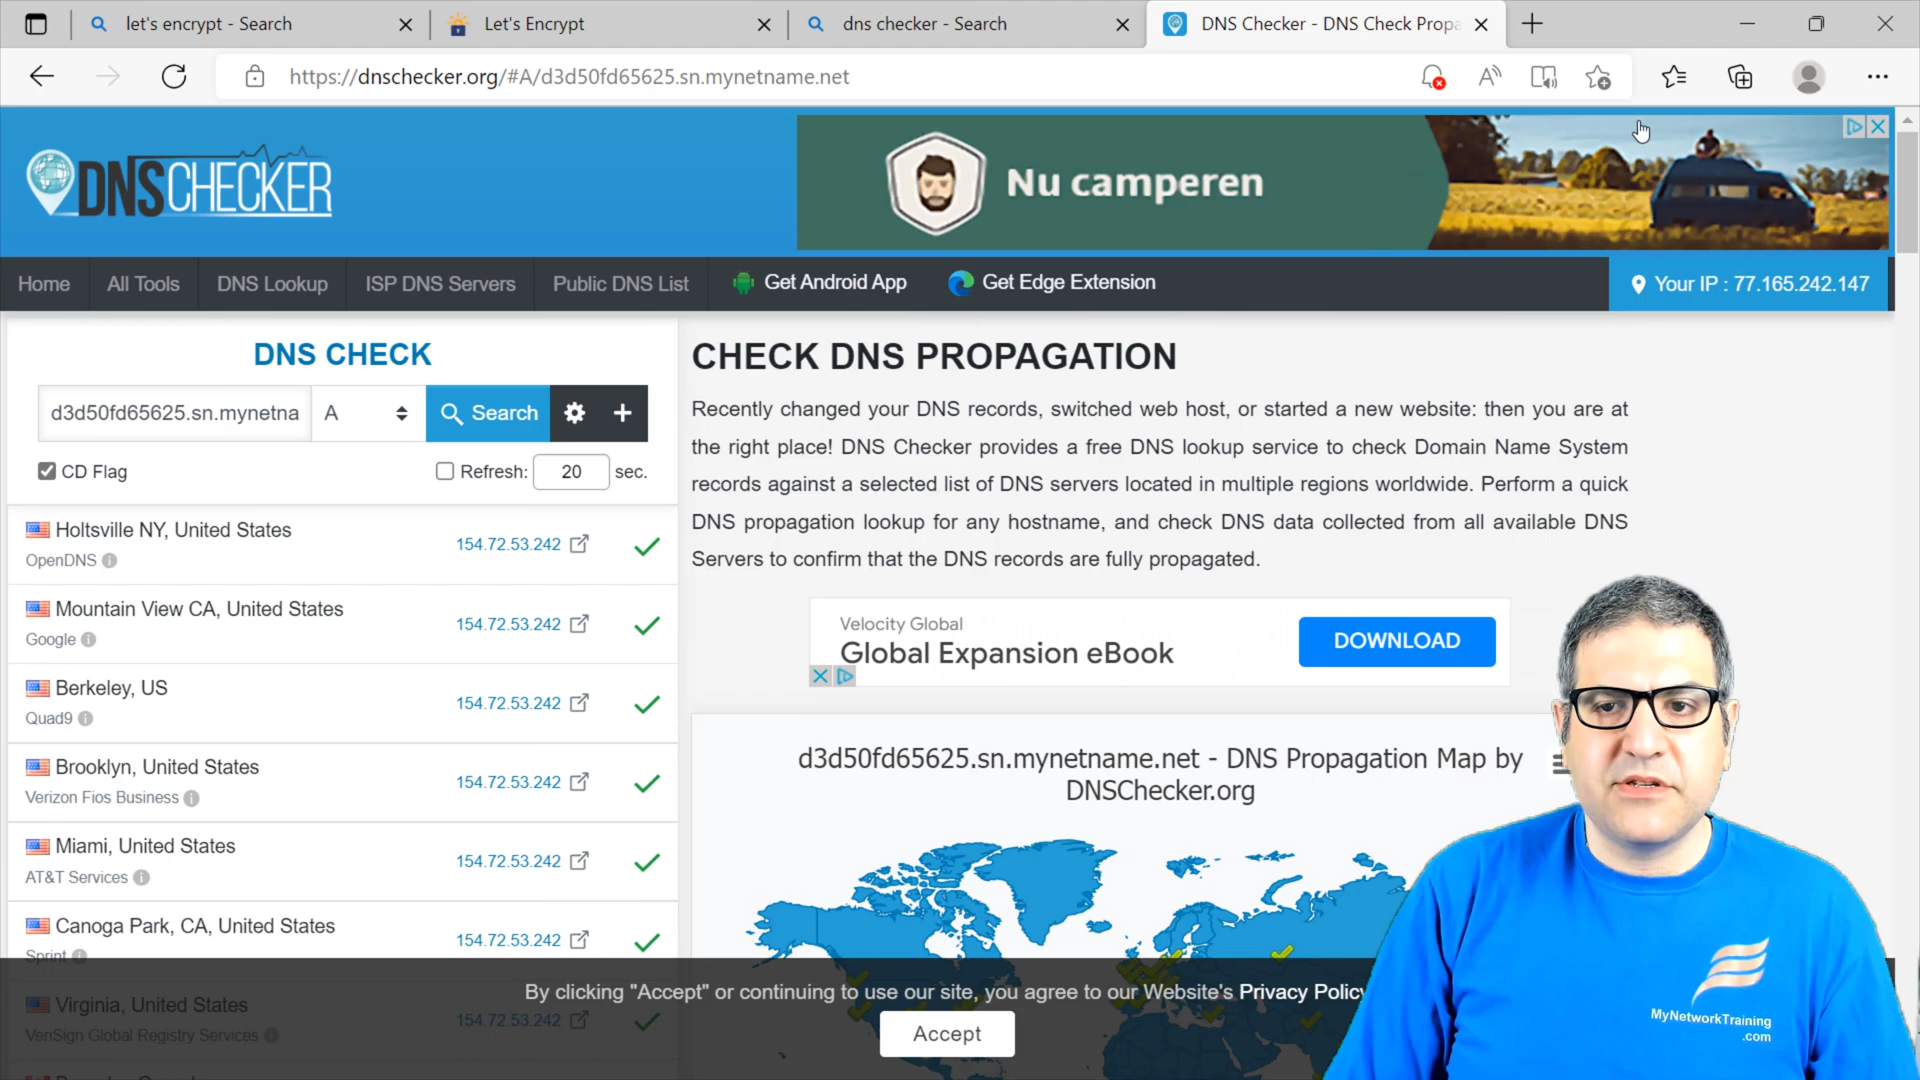 let's encrypt - Search
Let's Encrypt
dns checker - Search
DNS Checker - DNS Check Propa
https://dnschecker.org/#A/d3d50fd65625.sn.mynetname.net
DNSCHECKER
Nu camperen
Home
All Tools
DNS Lookup
ISP DNS Servers
Public DNS List
Get Android App
Get Edge Extension
Your IP : 77.165.242.147
DNS CHECK
d3d50fd65625.sn.mynetna
A
Search
CD Flag
Refresh: 20 sec.
Holtsville NY, United States
OpenDNS
154.72.53.242
Mountain View CA, United States
Google
154.72.53.242
Berkeley, US
Quad9
154.72.53.242
Brooklyn, United States
Verizon Fios Business
154.72.53.242
Miami, United States
AT&T Services
154.72.53.242
Canoga Park, CA, United States
Sprint
154.72.53.242
Virginia, United States
VeriSign Global Registry Services
154.72.53.242
CHECK DNS PROPAGATION
Recently changed your DNS records, switched web host, or started a new website: then you are at
the right place! DNS Checker provides a free DNS lookup service to check Domain Name System
records against a selected list of DNS servers located in multiple regions worldwide. Perform a quick
DNS propagation lookup for any hostname, and check DNS data collected from all available DNS
Servers to confirm that the DNS records are fully propagated.
Velocity Global
Global Expansion eBook
DOWNLOAD
d3d50fd65625.sn.mynetname.net - DNS Propagation Map by
DNSChecker.org
By clicking "Accept" or continuing to use our site, you agree to our Website's Privacy Policy
Accept
MyNetworkTraining
.com